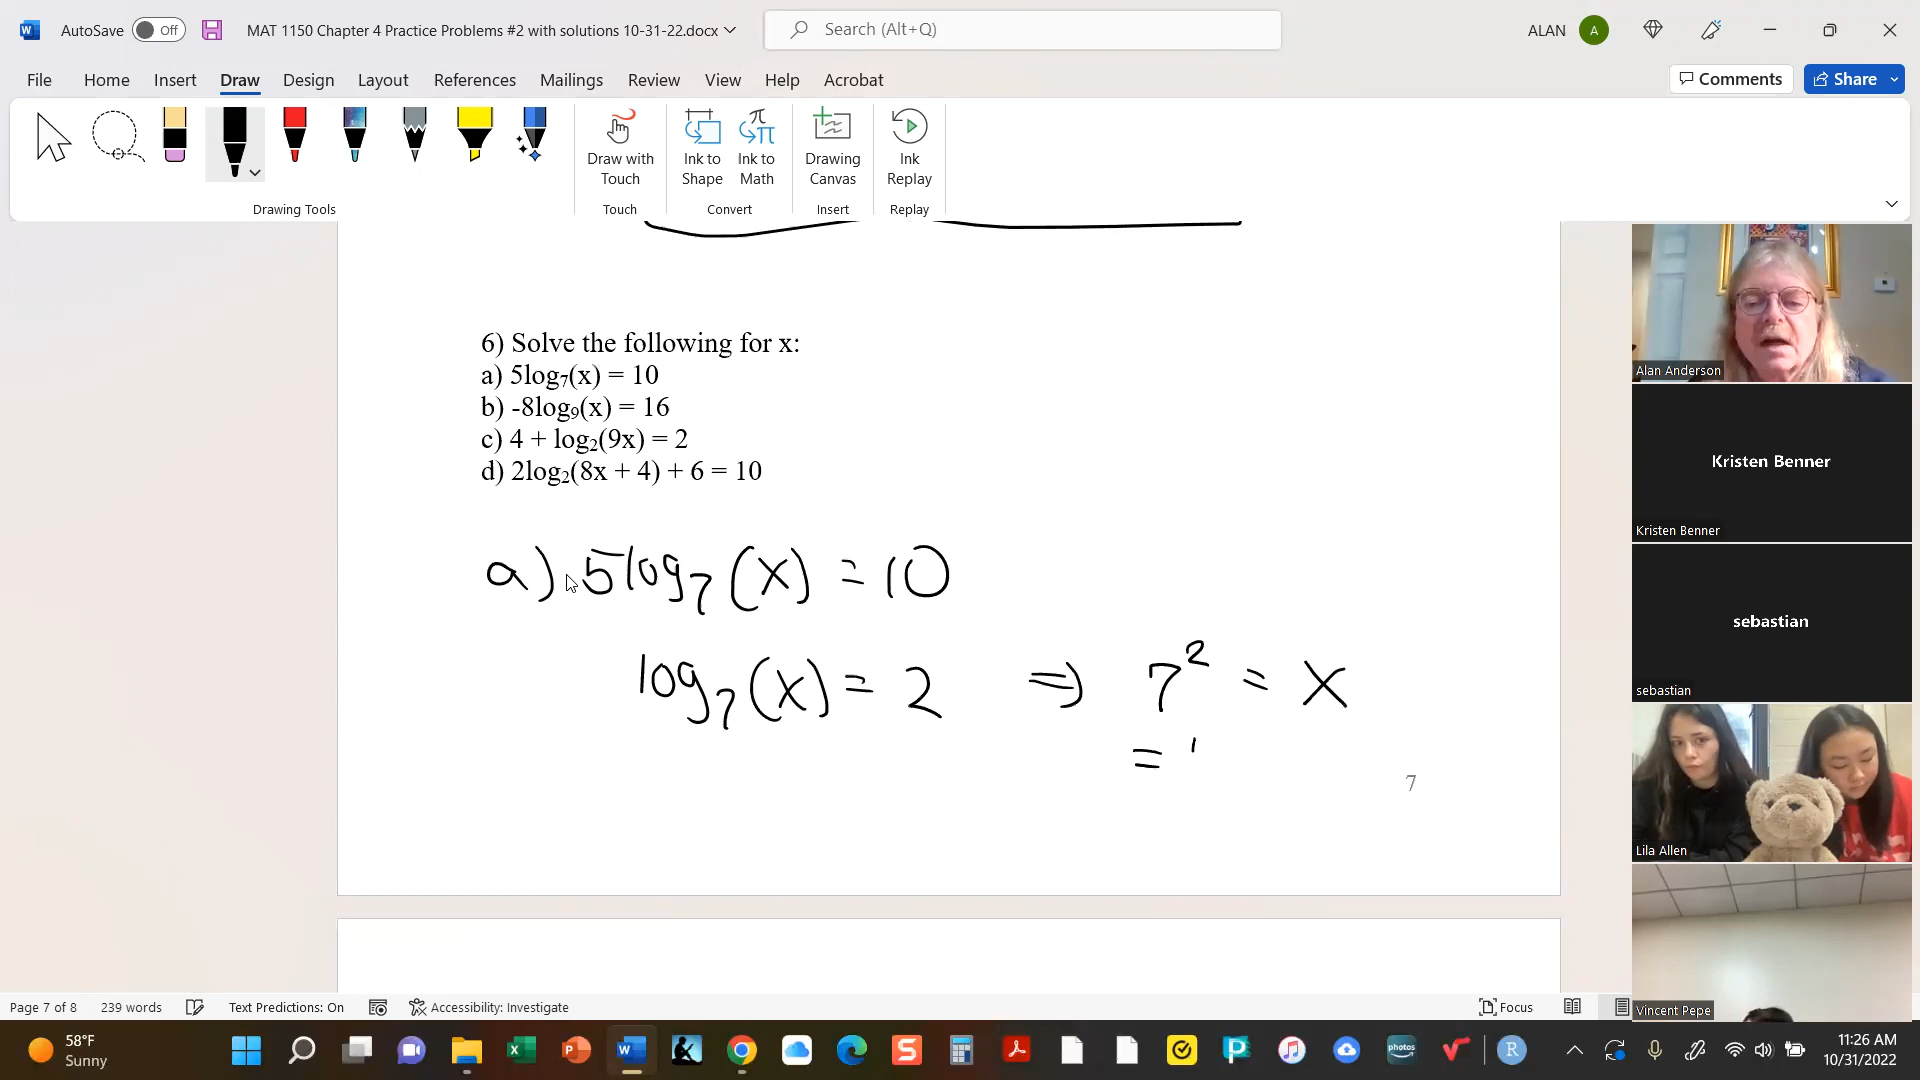 AutoSave Off MAT 1150 Chapter 4 Practice Problems #2 with solutions 10-31-22.docx Search (Alt+Q) ALAN A
File Home Insert Draw Design Layout References Mailings Review View Help Acrobat Comments Share
Draw with Touch
Ink to Shape
Ink to Math
Drawing Canvas
Ink Replay
Drawing Tools Touch Convert Insert Replay
6) Solve the following for x:
a) 5log₇(x) = 10
b) -8log₉(x) = 16
c) 4 + log₂(9x) = 2
d) 2log₂(8x + 4) + 6 = 10
a) 5log₇(x) = 10
log₇(x) = 2 ⇒ 7² = x
=
7
Alan Anderson
Kristen Benner
Kristen Benner
sebastian
sebastian
Lila Allen
Vincent Pepe
Page 7 of 8 239 words Text Predictions: On Accessibility: Investigate Focus
58°F
Sunny
photos
R
11:26 AM
10/31/2022